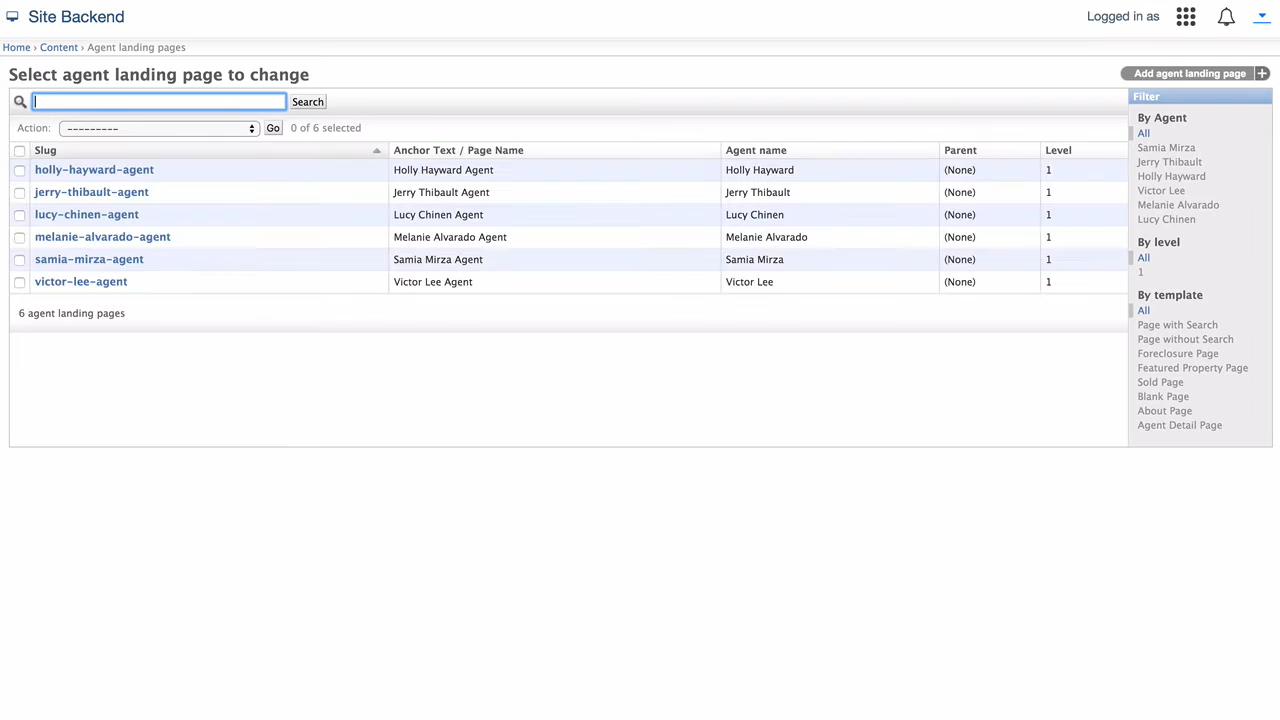 Site Backend
Logged in as
Home › Content › Agent landing pages
Select agent landing page to change
Add agent landing page +
Search
Action: --------- Go 0 of 6 selected
Slug Anchor Text / Page Name Agent name Parent Level
holly-hayward-agent Holly Hayward Agent Holly Hayward (None) 1
jerry-thibault-agent Jerry Thibault Agent Jerry Thibault (None) 1
lucy-chinen-agent Lucy Chinen Agent Lucy Chinen (None) 1
melanie-alvarado-agent Melanie Alvarado Agent Melanie Alvarado (None) 1
samia-mirza-agent Samia Mirza Agent Samia Mirza (None) 1
victor-lee-agent Victor Lee Agent Victor Lee (None) 1
6 agent landing pages
Filter
By Agent
All
Samia Mirza
Jerry Thibault
Holly Hayward
Victor Lee
Melanie Alvarado
Lucy Chinen
By level
All
1
By template
All
Page with Search
Page without Search
Foreclosure Page
Featured Property Page
Sold Page
Blank Page
About Page
Agent Detail Page